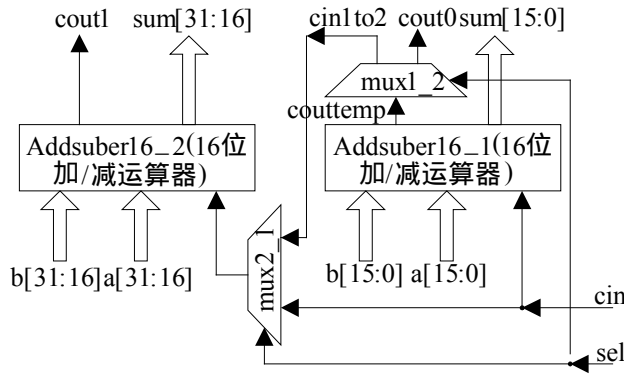 cout1 sum[31:16] cin1to2 cout0 sum[15:0]
mux1_2
couttemp
Addsuber16_2(16位
加/减运算器)
Addsuber16_1(16位
加/减运算器)
mux2_1
b[31:16] a[31:16]
b[15:0] a[15:0]
cin
sel